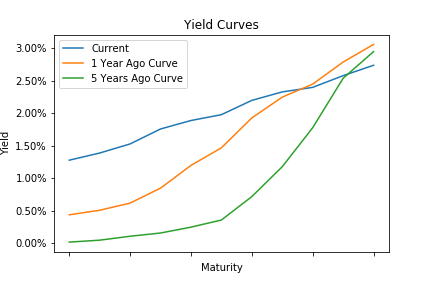 Yield Curves
3.00%
2.50%
2.00%
1.50%
1.00%
0.50%
0.00%
Yield
Current
1 Year Ago Curve
5 Years Ago Curve
Maturity